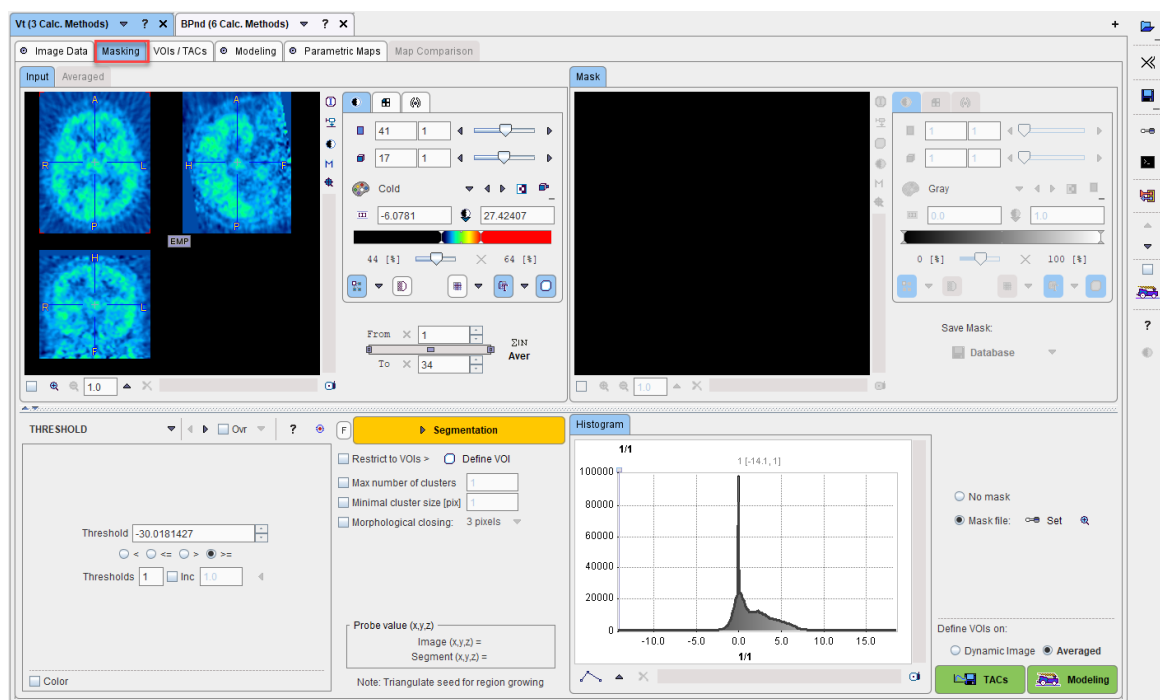 Vt (3 Calc. Methods) ? BPnd (6 Calc. Methods) ?
Image Data Masking VOIs / TACs Modeling Parametric Maps Map Comparison
Input Averaged
A A
R L H F
P P
EMP
H
R L
F
1.0
41 1
17 1
Cold
-6.0781 27.42407
44 [%] 64 [%]
From 1
ΣIN
Aver
To 34
Mask
M
1 1
1 1
Gray
0.0 1.0
0 [%] 100 [%]
Save Mask:
Database
1.0
THRESHOLD Ovr ?
Threshold -30.0181427
< <= > >=
Thresholds 1 Inc 1.0
Color
F Segmentation
Restrict to VOIs > Define VOI
Max number of clusters 1
Minimal cluster size [pix] 1
Morphological closing: 3 pixels
Probe value (x,y,z)
Image (x,y,z) =
Segment (x,y,z) =
Note: Triangulate seed for region growing
Histogram
1/1
1 [-14.1, 1]
100000
80000
60000
40000
20000
0
-10.0 -5.0 0.0 5.0 10.0 15.0
1/1
No mask
Mask file: Set
Define VOIs on:
Dynamic Image Averaged
TACs Modeling